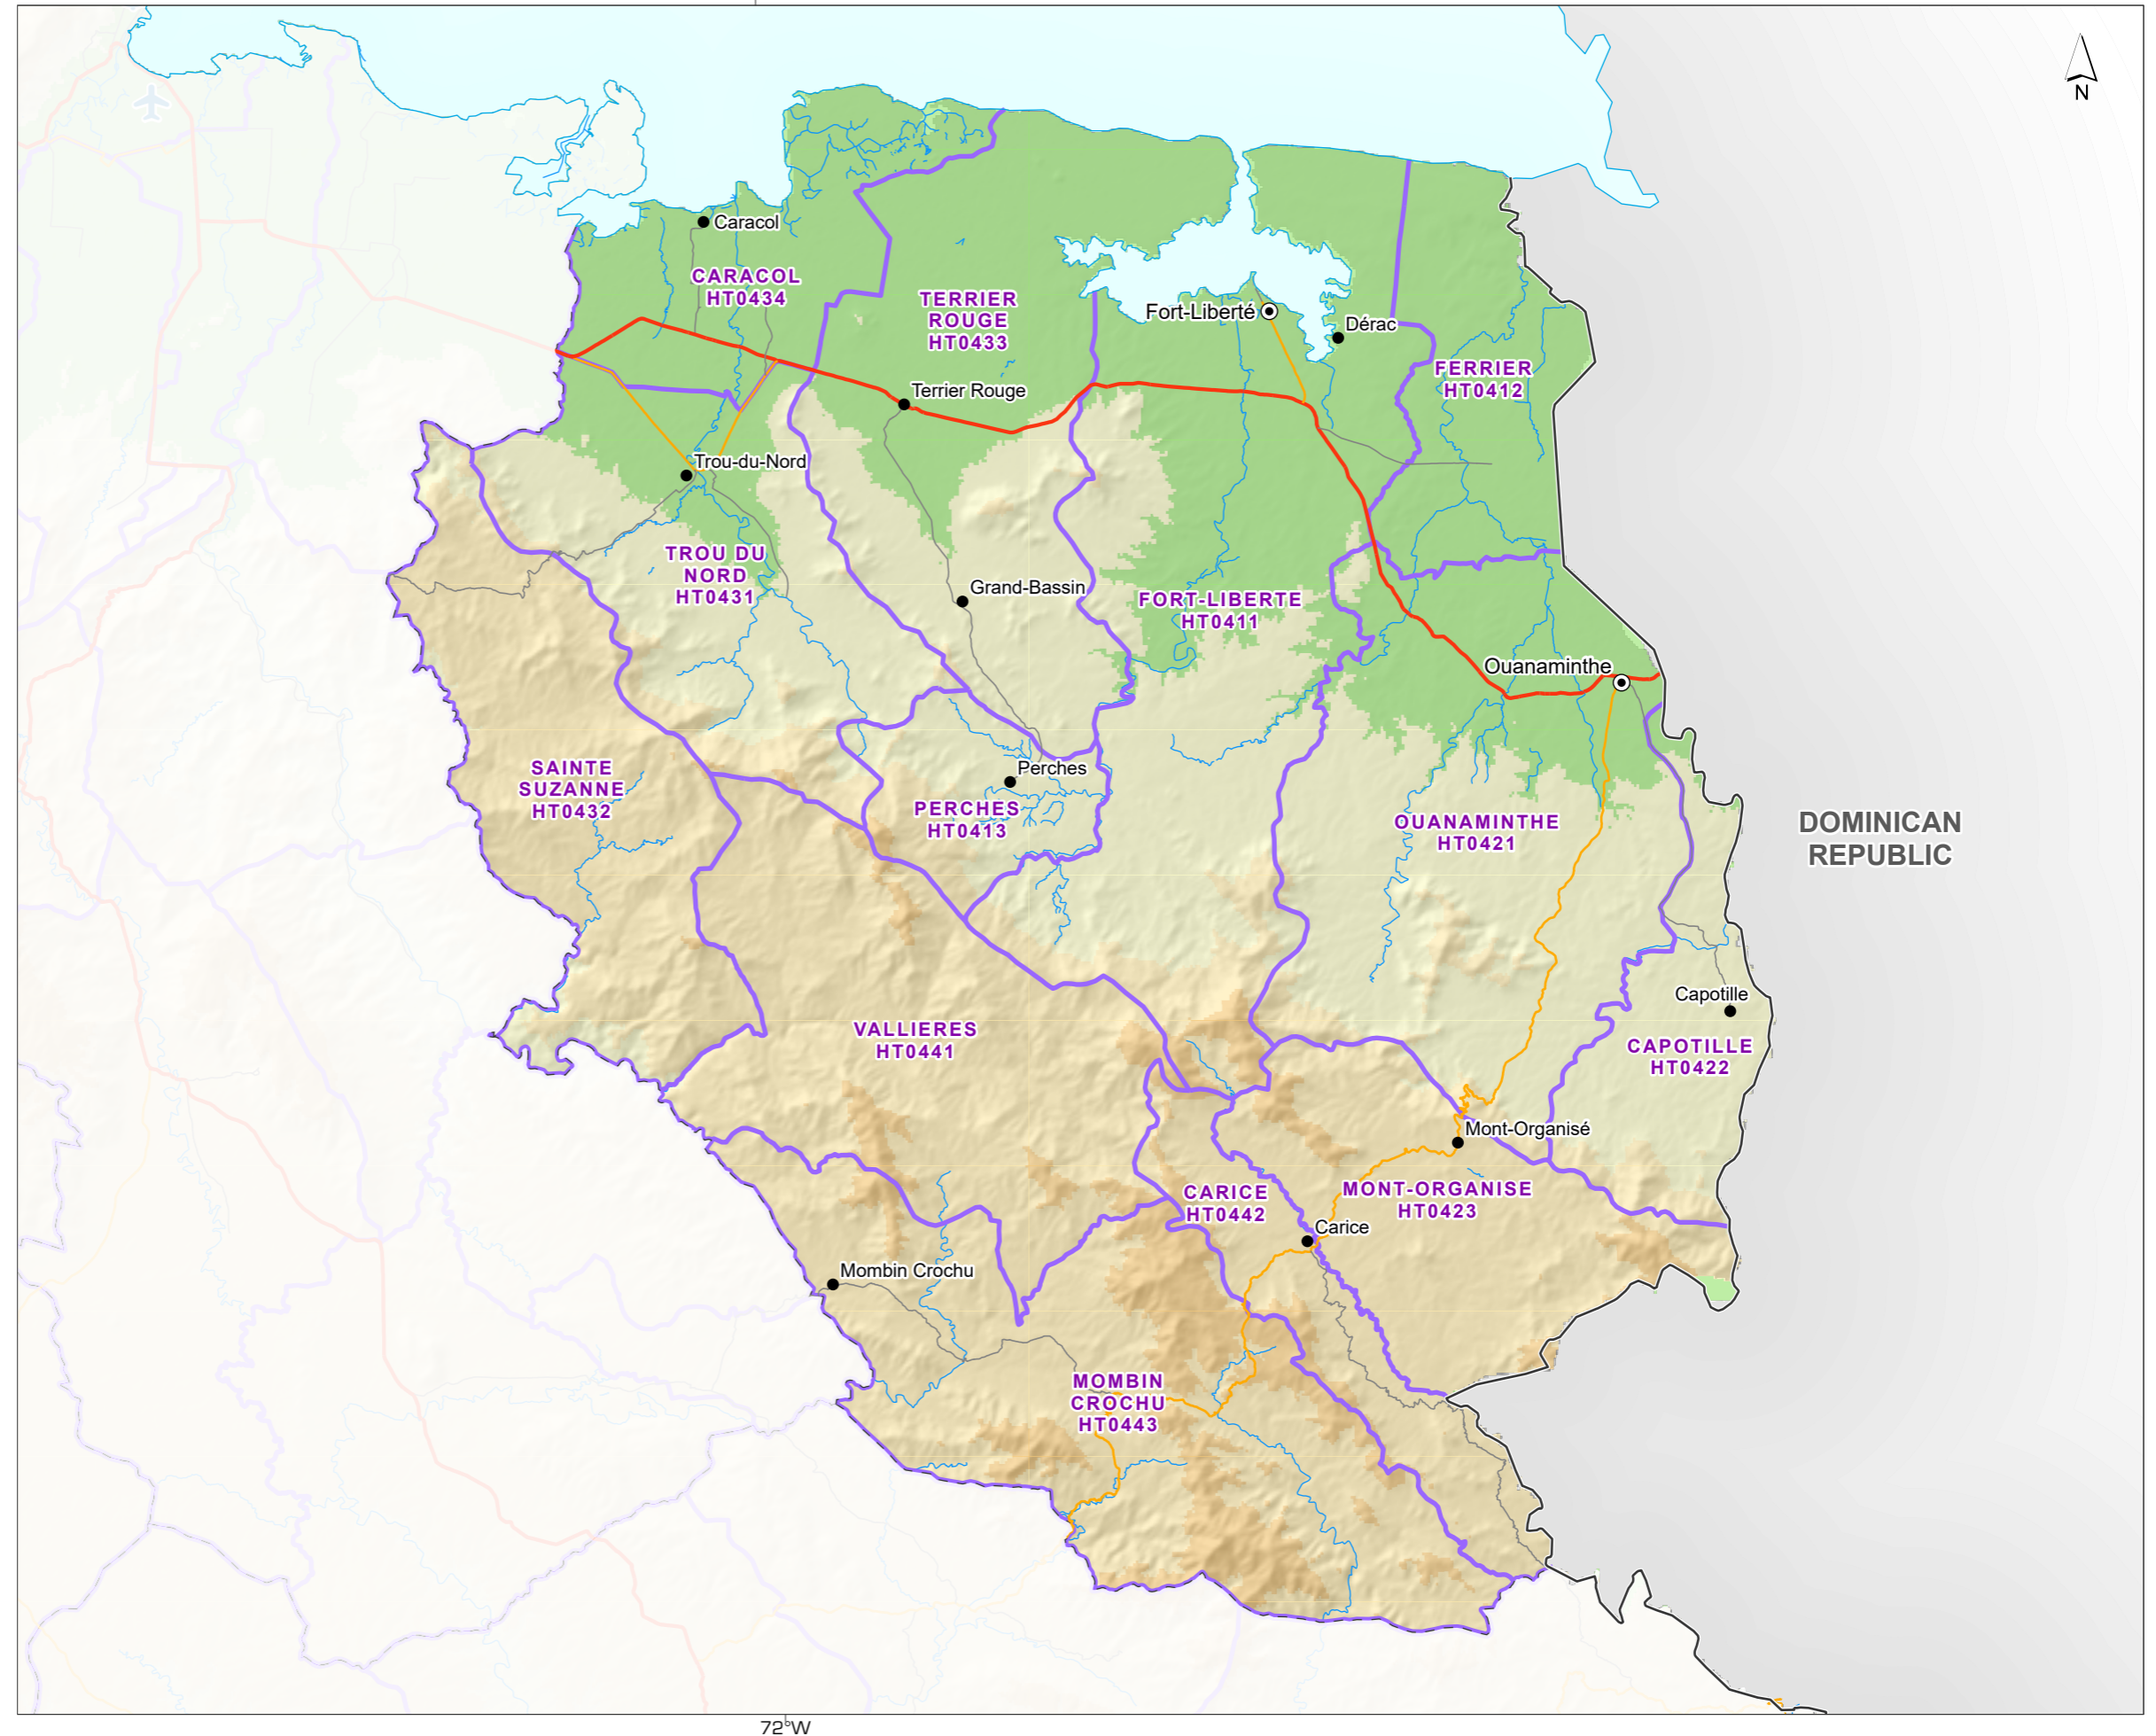 N
Caracol
CARACOL
HT0434
TERRIER
ROUGE
HT0433
Fort-Liberté
Dérac
FERRIER
HT0412
Terrier Rouge
Trou-du-Nord
TROU DU
NORD
HT0431
Grand-Bassin
FORT-LIBERTE
HT0411
Ouanaminthe
SAINTE
SUZANNE
HT0432
Perches
PERCHES
HT0413
OUANAMINTHE
HT0421
DOMINICAN
REPUBLIC
Capotille
VALLIERES
HT0441
CAPOTILLE
HT0422
Mont-Organisé
CARICE
HT0442
MONT-ORGANISE
HT0423
Carice
Mombin Crochu
MOMBIN
CROCHU
HT0443
72°W